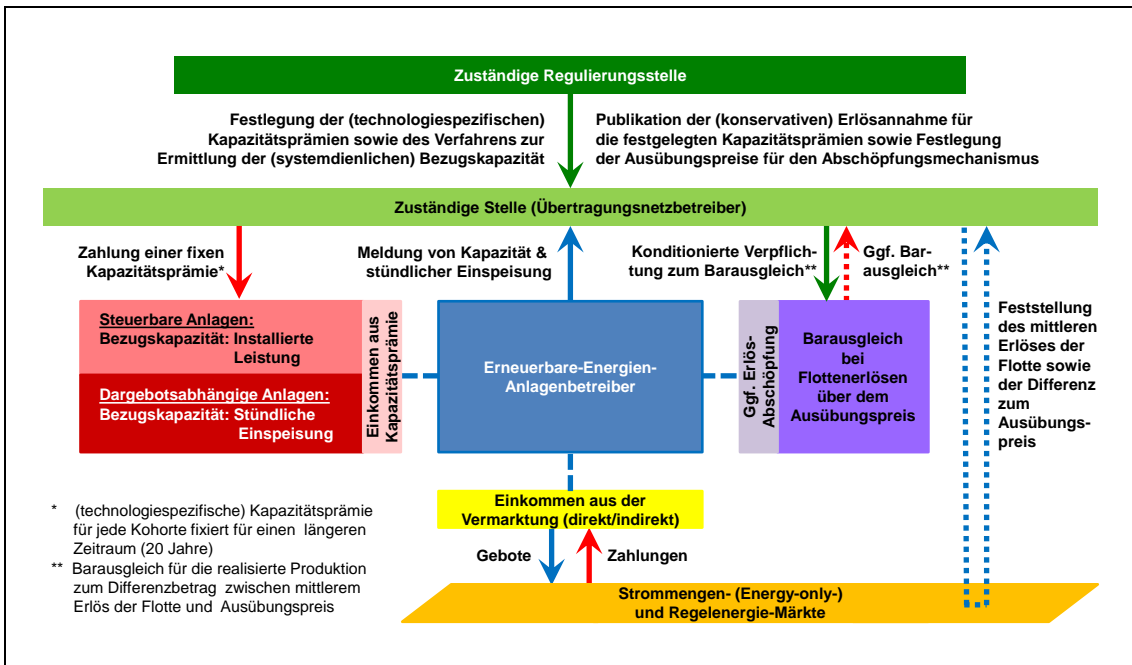 Zuständige Regulierungsstelle
Festlegung der (technologiespezifischen)
Kapazitätsprämien sowie des Verfahrens zur
Ermittlung der (systemdienlichen) Bezugskapazität
Publikation der (konservativen) Erlösannahme für
die festgelegten Kapazitätsprämien sowie Festlegung
der Ausübungspreise für den Abschöpfungsmechanismus
Zuständige Stelle (Übertragungsnetzbetreiber)
Zahlung einer fixen
Kapazitätsprämie*
Meldung von Kapazität &
stündlicher Einspeisung
Konditionierte Verpflich-
tung zum Barausgleich**
Ggf. Bar-
ausgleich**
Steuerbare Anlagen:
Bezugskapazität: Installierte
Leistung
Dargebotsabhängige Anlagen:
Bezugskapazität: Stündliche
Einspeisung
Einkommen aus
Kapazitätsprämie
Erneuerbare-Energien-
Anlagenbetreiber
Ggf. Erlös-
Abschöpfung
Barausgleich
bei
Flottenerlösen
über dem
Ausübungspreis
Feststellung
des mittleren
Erlöses der
Flotte sowie
der Differenz
zum
Ausübungs-
preis
Einkommen aus der
Vermarktung (direkt/indirekt)
Gebote
Zahlungen
Strommengen- (Energy-only-)
und Regelenergie-Märkte
* (technologiespezifische) Kapazitätsprämie
für jede Kohorte fixiert für einen längeren
Zeitraum (20 Jahre)
** Barausgleich für die realisierte Produktion
zum Differenzbetrag zwischen mittlerem
Erlös der Flotte und Ausübungspreis